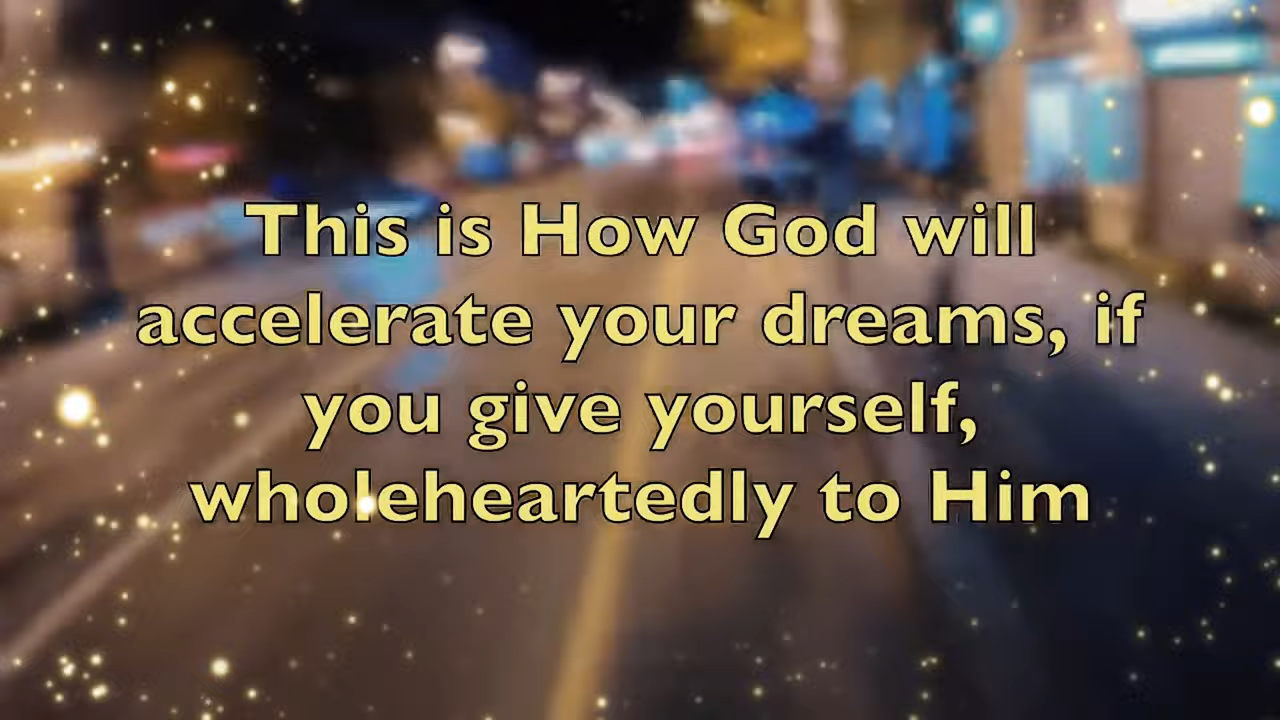 This is How God will
accelerate your dreams, if
you give yourself,
wholeheartedly to Him